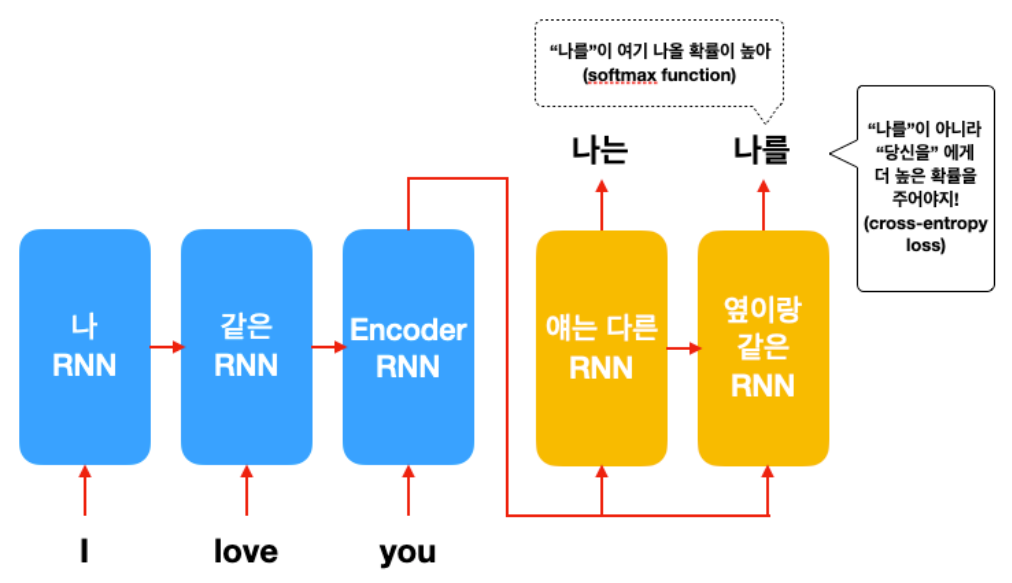 “나를”이 여기 나올 확률이 높아
(softmax function)
나는
나를
“나를”이 아니라
“당신을” 에게
더 높은 확률을
주어야지!
(cross-entropy
loss)
나
RNN
같은
RNN
Encoder
RNN
얘는 다른
RNN
옆이랑
같은
RNN
I
love
you